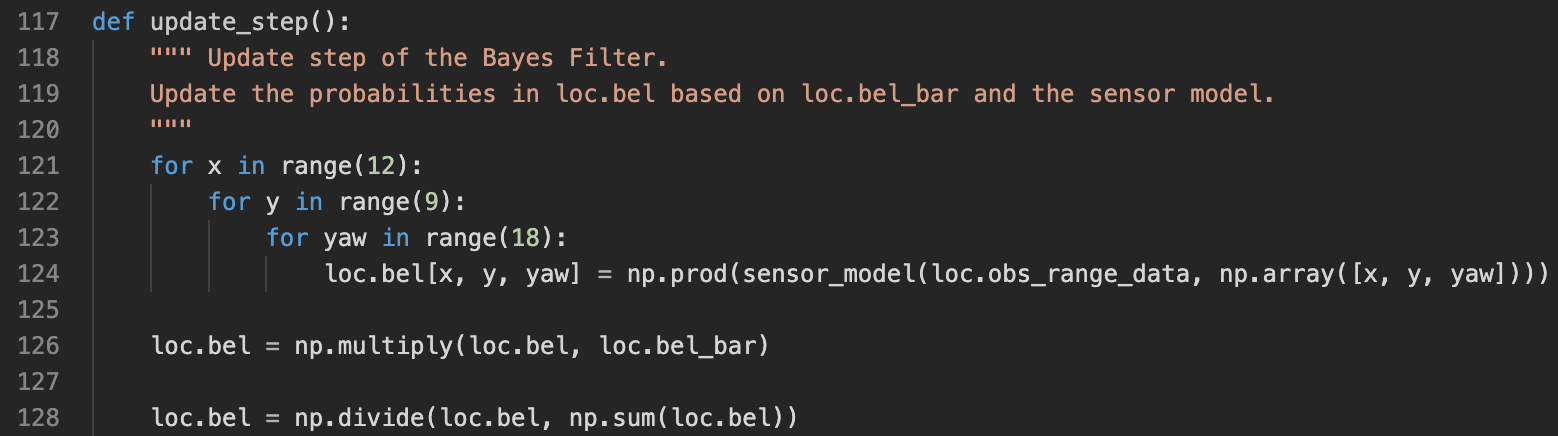 117 def update_step():
118     """ Update step of the Bayes Filter.
119     Update the probabilities in loc.bel based on loc.bel_bar and the sensor model.
120     """
121     for x in range(12):
122         for y in range(9):
123             for yaw in range(18):
124                 loc.bel[x, y, yaw] = np.prod(sensor_model(loc.obs_range_data, np.array([x, y, yaw])))
125
126     loc.bel = np.multiply(loc.bel, loc.bel_bar)
127
128     loc.bel = np.divide(loc.bel, np.sum(loc.bel))